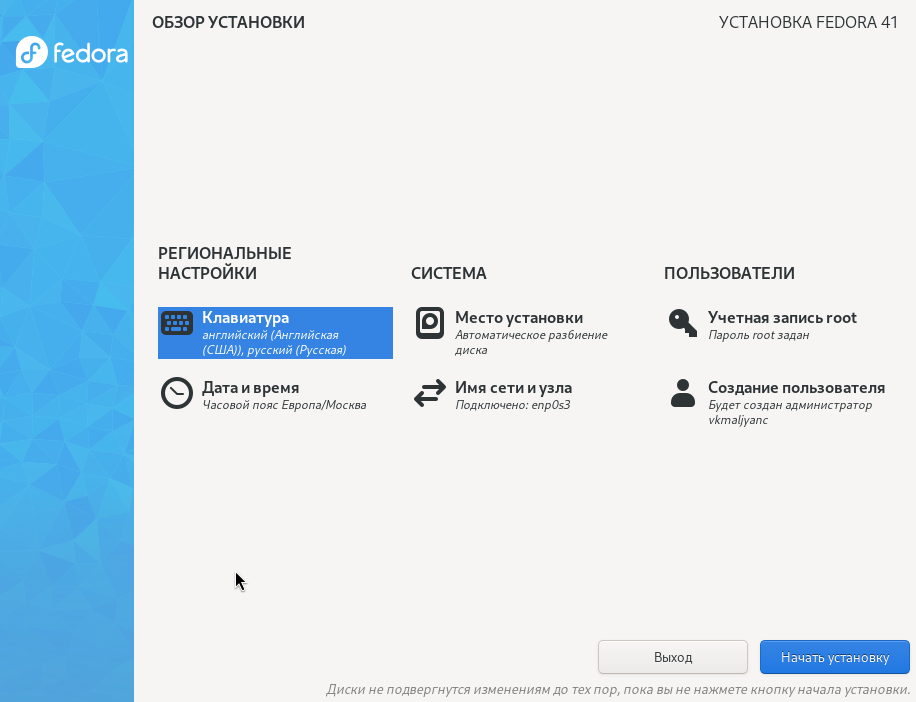 ОБЗОР УСТАНОВКИ
УСТАНОВКА FEDORA 41
fedora
РЕГИОНАЛЬНЫЕ
НАСТРОЙКИ
Клавиатура
английский (Английская
(США)), русский (Русская)
Дата и время
Часовой пояс Европа/Москва
СИСТЕМА
Место установки
Автоматическое разбиение
диска
Имя сети и узла
Подключено: enp0s3
ПОЛЬЗОВАТЕЛИ
Учетная запись root
Пароль root задан
Создание пользователя
Будет создан администратор
vkmaljyanc
Выход
Начать установку
Диски не подвергнутся изменениям до тех пор, пока вы не нажмете кнопку начала установки.